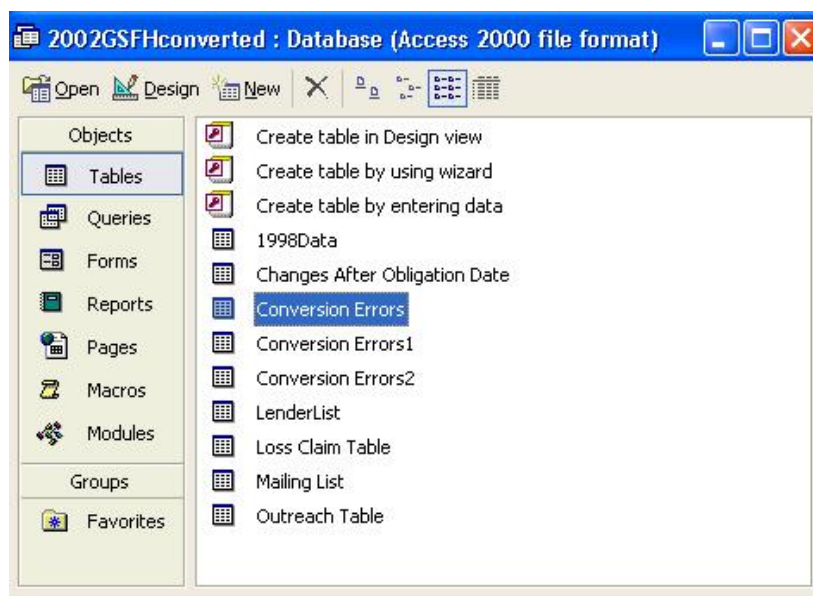 2002GSFHconverted : Database (Access 2000 file format)
Open Design New
Objects
Tables
Queries
Forms
Reports
Pages
Macros
Modules
Groups
Favorites
Create table in Design view
Create table by using wizard
Create table by entering data
1998Data
Changes After Obligation Date
Conversion Errors
Conversion Errors1
Conversion Errors2
LenderList
Loss Claim Table
Mailing List
Outreach Table